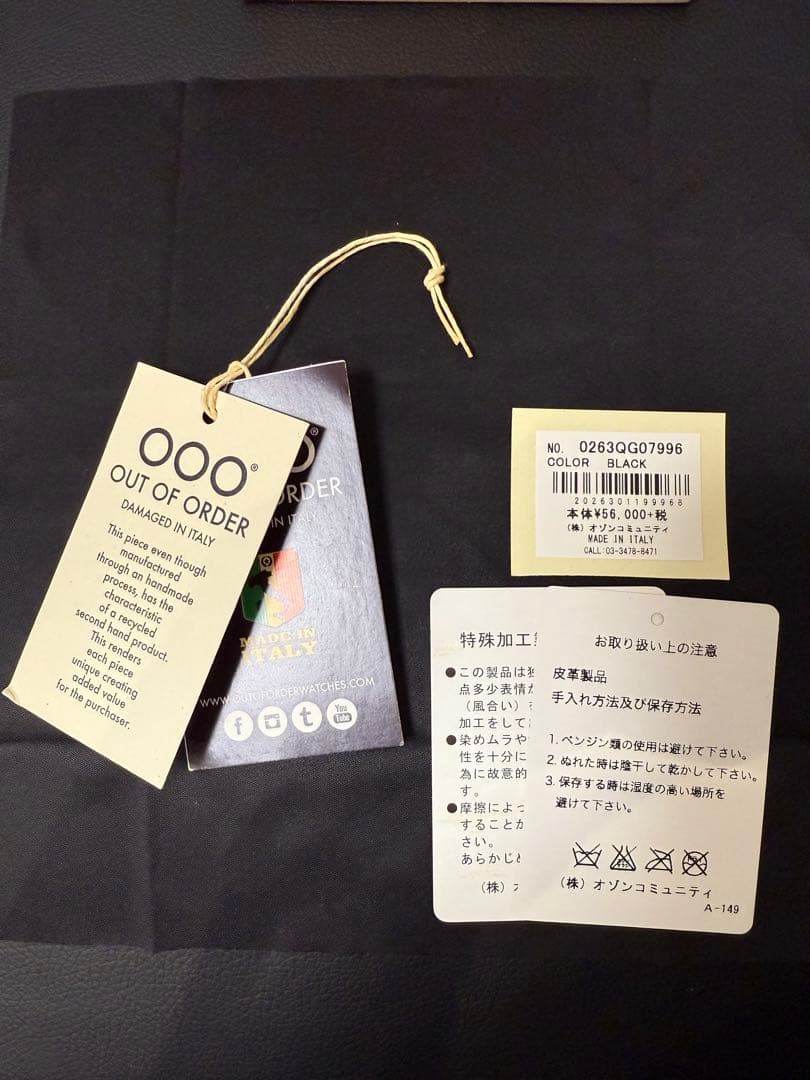 OOO®
OUT OF ORDER
DAMAGED IN ITALY
This piece even though
manufactured
through an handmade
process, has the
characteristic
of a recycled
second hand product.
This renders
each piece
unique creating
added value
for the purchaser.
®
ORDER
IN ITALY
MADE IN
ITALY
WWW.OUTOFORDERWATCHES.COM
You
Tube
NO. 0263QG07996
COLOR BLACK
2026301199968
本体¥56,000+税
(株) オゾンコミュニティ
MADE IN ITALY
CALL:03-3478-8471
特殊加工
●この製品は独
点多少表情が
(風合い)を
加工をして
●染めムラや
性を十分に
為に故意的
す。
●摩擦によっ
することが
さい。
あらかじめ
(株)オ
お取り扱い上の注意
皮革製品
手入れ方法及び保存方法
1. ベンジン類の使用は避けて下さい。
2. ぬれた時は陰干して乾かして下さい。
3. 保存する時は湿度の高い場所を
避けて下さい。
(株) オゾンコミュニティ
A-149